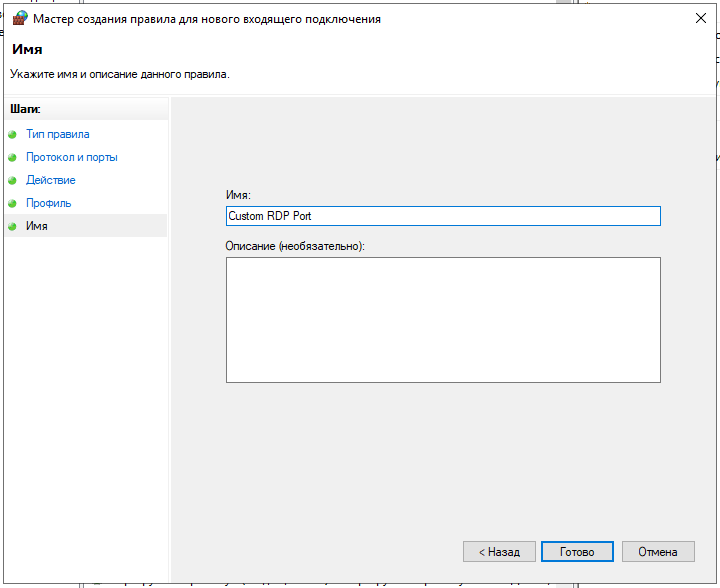 Мастер создания правила для нового входящего подключения
Имя
Укажите имя и описание данного правила.
Шаги:
Тип правила
Протокол и порты
Действие
Профиль
Имя
Имя:
Custom RDP Port
Описание (необязательно):
< Назад
Готово
Отмена